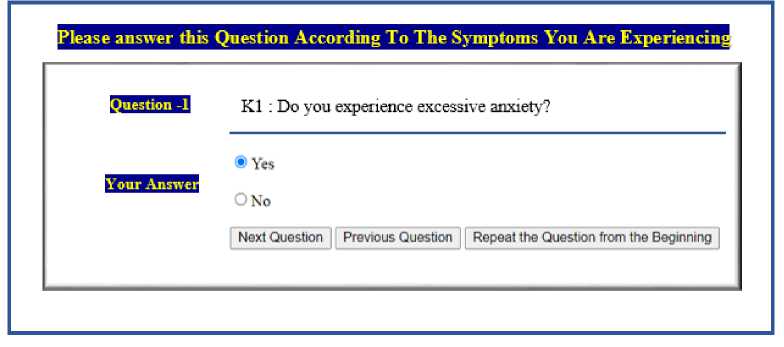 Please answer this Question According To The Symptoms You Are Experiencing
Question -1
K1 : Do you experience excessive anxiety?
Your Answer
Yes
No
Next Question
Previous Question
Repeat the Question from the Beginning